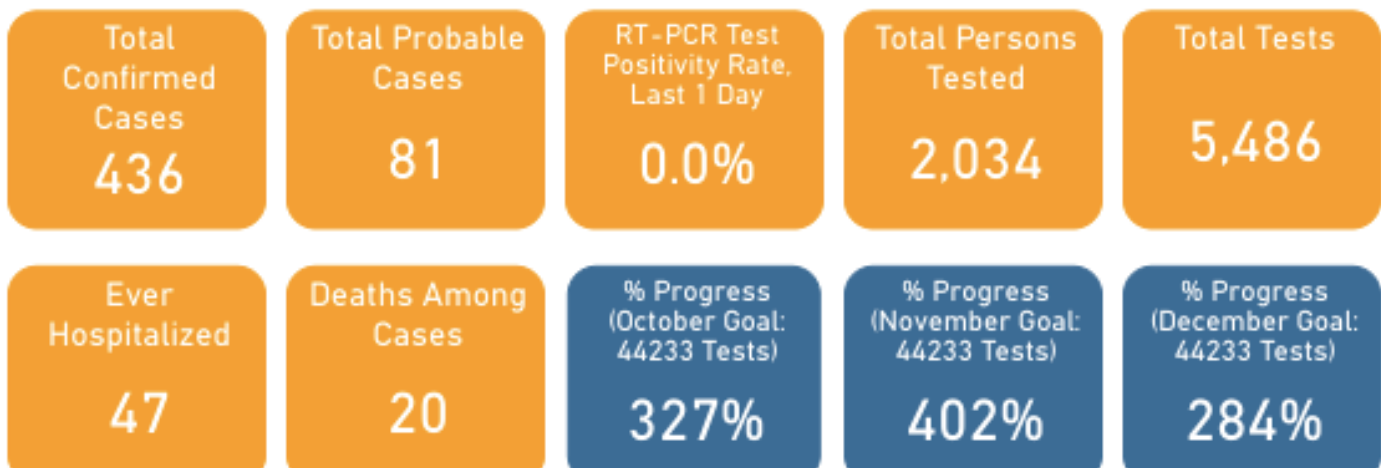 Total
Confirmed
Cases
436
Total Probable
Cases
81
RT-PCR Test
Positivity Rate,
Last 1 Day
0.0%
Total Persons
Tested
2,034
Total Tests
5,486
Ever
Hospitalized
47
Deaths Among
Cases
20
% Progress
(October Goal:
44233 Tests)
327%
% Progress
(November Goal:
44233 Tests)
402%
% Progress
(December Goal:
44233 Tests)
284%